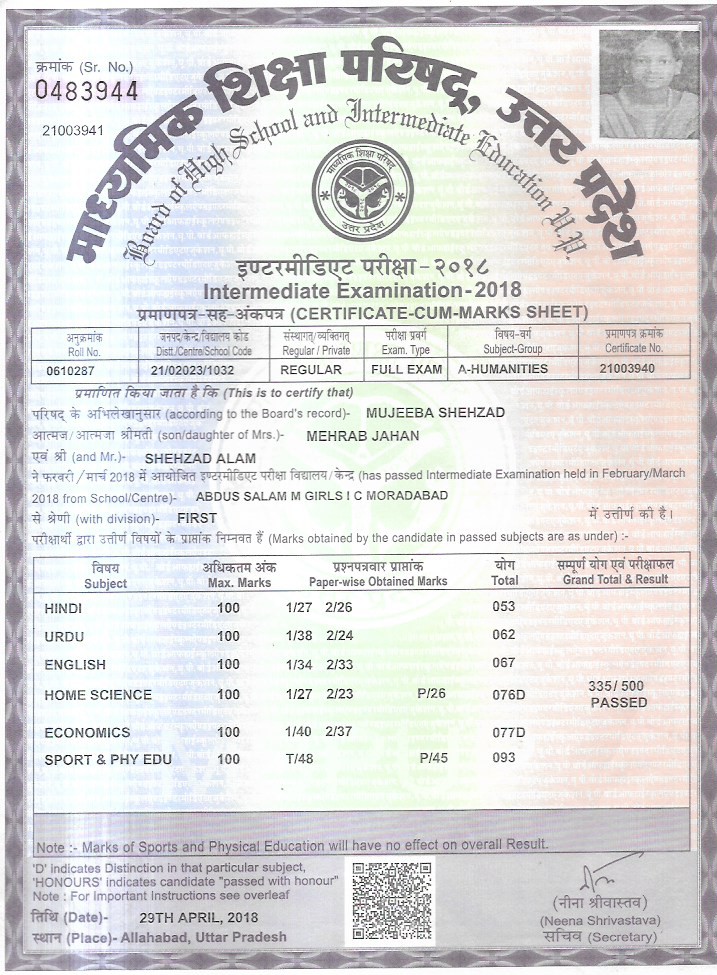 क्रमांक (Sr. No.)
0483944
21003941
माध्यमिक शिक्षा परिषद्, उत्तर प्रदेश
Board of High School and Intermediate Education U.P.
माध्यमिक शिक्षा परिषद्
उत्तर प्रदेश
इण्टरमीडिएट परीक्षा - २०१८
Intermediate Examination - 2018
प्रमाणपत्र-सह-अंकपत्र (CERTIFICATE-CUM-MARKS SHEET)
अनुक्रमांक जनपद/केन्द्र/विद्यालय कोड संस्थागत/व्यक्तिगत् परीक्षा प्रवर्ग विषय-वर्ग प्रमाणपत्र क्रमांक
Roll No. Distt./Centre/School Code Regular / Private Exam. Type Subject-Group Certificate No.
0610287 21/02023/1032 REGULAR FULL EXAM A-HUMANITIES 21003940
प्रमाणित किया जाता है कि (This is to certify that)
परिषद् के अभिलेखानुसार (according to the Board's record)- MUJEEBA SHEHZAD
आत्मज/आत्मजा श्रीमती (son/daughter of Mrs.)- MEHRAB JAHAN
एवं श्री (and Mr.)- SHEHZAD ALAM
ने फरवरी/मार्च 2018 में आयोजित इण्टरमीडिएट परीक्षा विद्यालय/केन्द्र (has passed Intermediate Examination held in February/March
2018 from School/Centre)- ABDUS SALAM M GIRLS I C MORADABAD
से श्रेणी (with division)- FIRST में उत्तीर्ण की है।
परीक्षार्थी द्वारा उत्तीर्ण विषयों के प्राप्तांक निम्नवत हैं (Marks obtained by the candidate in passed subjects are as under) :-
विषय अधिकतम अंक प्रश्नपत्रवार प्राप्तांक योग सम्पूर्ण योग एवं परीक्षाफल
Subject Max. Marks Paper-wise Obtained Marks Total Grand Total & Result
HINDI 100 1/27 2/26 053
URDU 100 1/38 2/24 062
ENGLISH 100 1/34 2/33 067
HOME SCIENCE 100 1/27 2/23 P/26 076D 335/ 500
PASSED
ECONOMICS 100 1/40 2/37 077D
SPORT & PHY EDU 100 T/48 P/45 093
Note :- Marks of Sports and Physical Education will have no effect on overall Result.
'D' indicates Distinction in that particular subject,
'HONOURS' indicates candidate "passed with honour"
Note : For Important Instructions see overleaf
तिथि (Date)- 29TH APRIL, 2018
स्थान (Place)- Allahabad, Uttar Pradesh
(नीना श्रीवास्तव)
(Neena Shrivastava)
सचिव (Secretary)